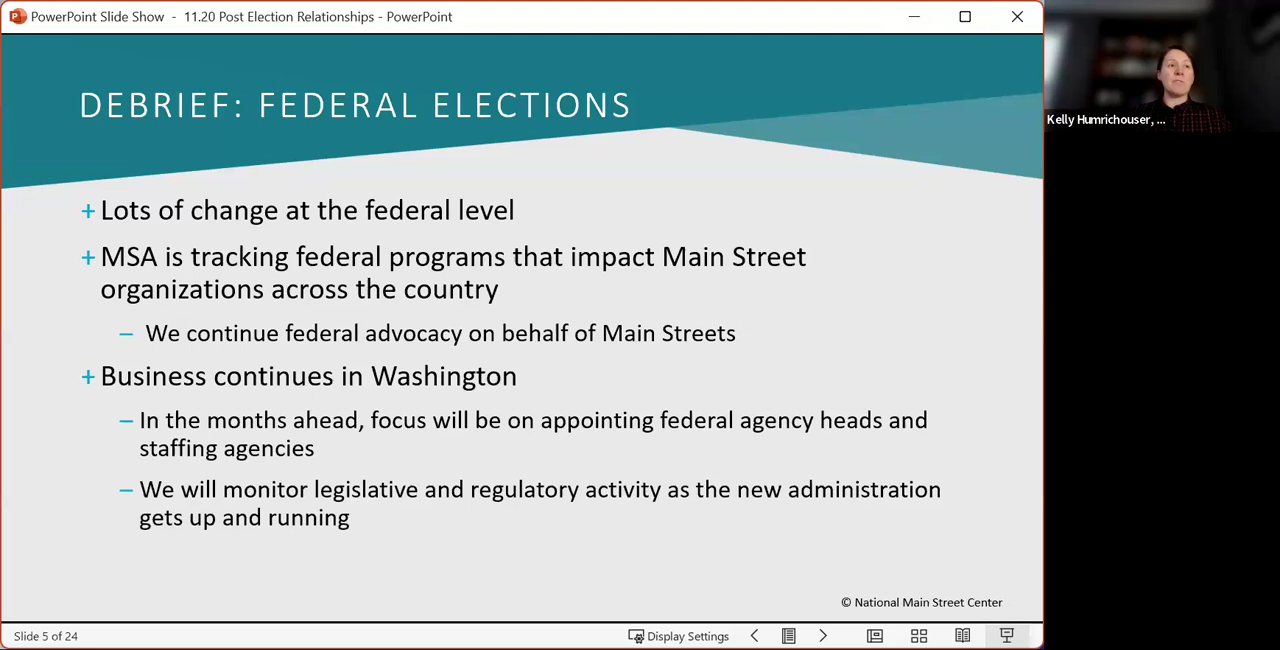 PowerPoint Slide Show - 11.20 Post Election Relationships - PowerPoint
DEBRIEF: FEDERAL ELECTIONS
+ Lots of change at the federal level
+ MSA is tracking federal programs that impact Main Street
organizations across the country
– We continue federal advocacy on behalf of Main Streets
+ Business continues in Washington
– In the months ahead, focus will be on appointing federal agency heads and
staffing agencies
– We will monitor legislative and regulatory activity as the new administration
gets up and running
© National Main Street Center
Slide 5 of 24
Display Settings
Kelly Humrichouser, ...